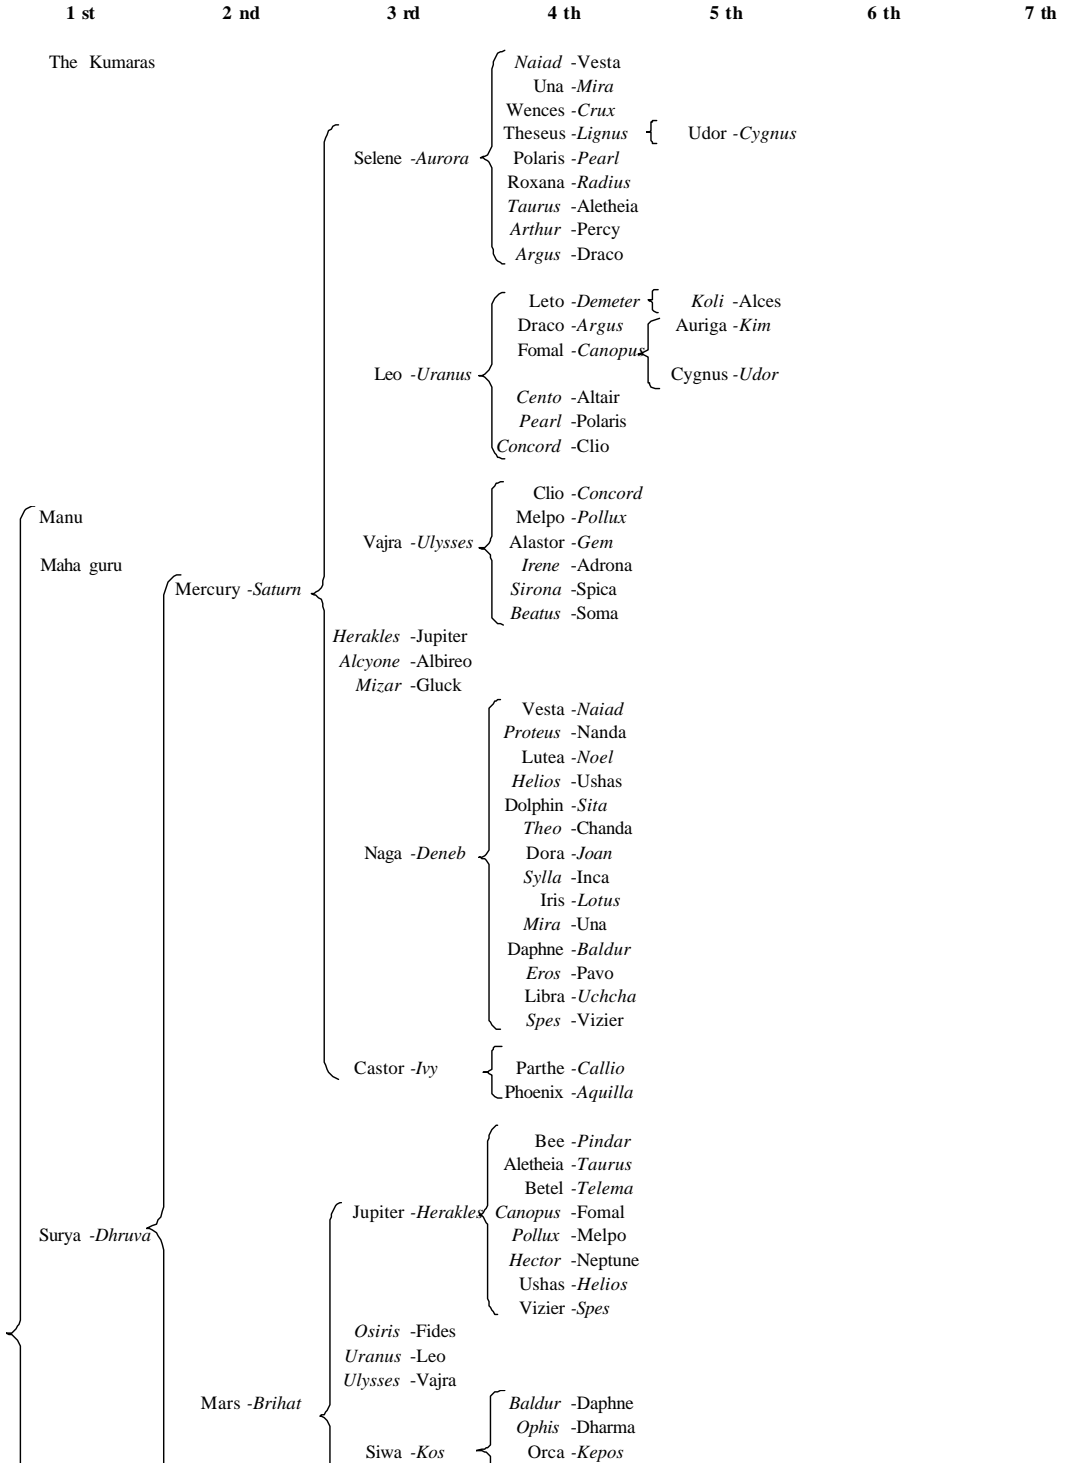 1 st 2 nd 3 rd 4 th 5 th 6 th 7 th
The Kumaras Naiad -Vesta
Una -Mira
Wences -Crux
Theseus -Lignus Udor -Cygnus
Selene -Aurora Polaris -Pearl
Roxana -Radius
Taurus -Aletheia
Arthur -Percy
Argus -Draco
Leto -Demeter Koli -Alces
Draco -Argus Auriga -Kim
Fomal -Canopus
Leo -Uranus Cygnus -Udor
Cento -Altair
Pearl -Polaris
Concord -Clio
Clio -Concord
Manu Melpo -Pollux
Vajra -Ulysses Alastor -Gem
Maha guru Irene -Adrona
Mercury -Saturn Sirona -Spica
Beatus -Soma
Herakles -Jupiter
Alcyone -Albireo
Mizar -Gluck
Vesta -Naiad
Proteus -Nanda
Lutea -Noel
Helios -Ushas
Dolphin -Sita
Theo -Chanda
Naga -Deneb Dora -Joan
Sylla -Inca
Iris -Lotus
Mira -Una
Daphne -Baldur
Eros -Pavo
Libra -Uchcha
Spes -Vizier
Castor -Ivy Parthe -Callio
Phoenix -Aquilla
Bee -Pindar
Aletheia -Taurus
Betel -Telema
Jupiter -Herakles Canopus -Fomal
Surya -Dhruva Pollux -Melpo
Hector -Neptune
Ushas -Helios
Vizier -Spes
Osiris -Fides
Uranus -Leo
Ulysses -Vajra
Mars -Brihat Baldur -Daphne
Ophis -Dharma
Siwa -Kos Orca -Kepos